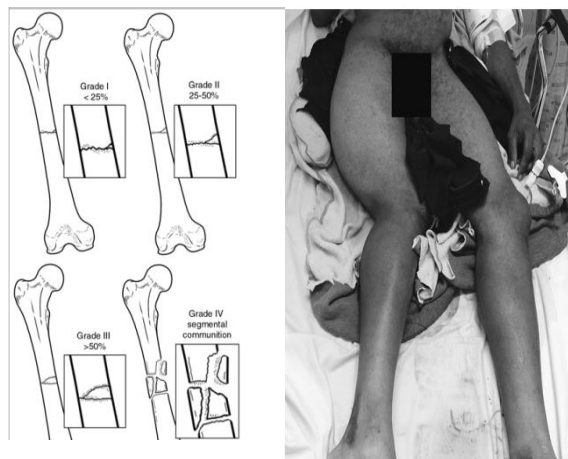 Grade I
< 25%
Grade II
25-50%
Grade III
>50%
Grade IV
segmental
communition